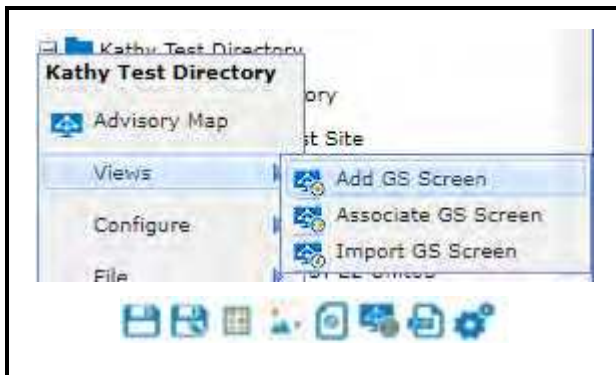 Kathy Test Directory
Kathy Test Directory
ory
Advisory Map
st Site
Views
Add GS Screen
Configure
Associate GS Screen
Import GS Screen
File